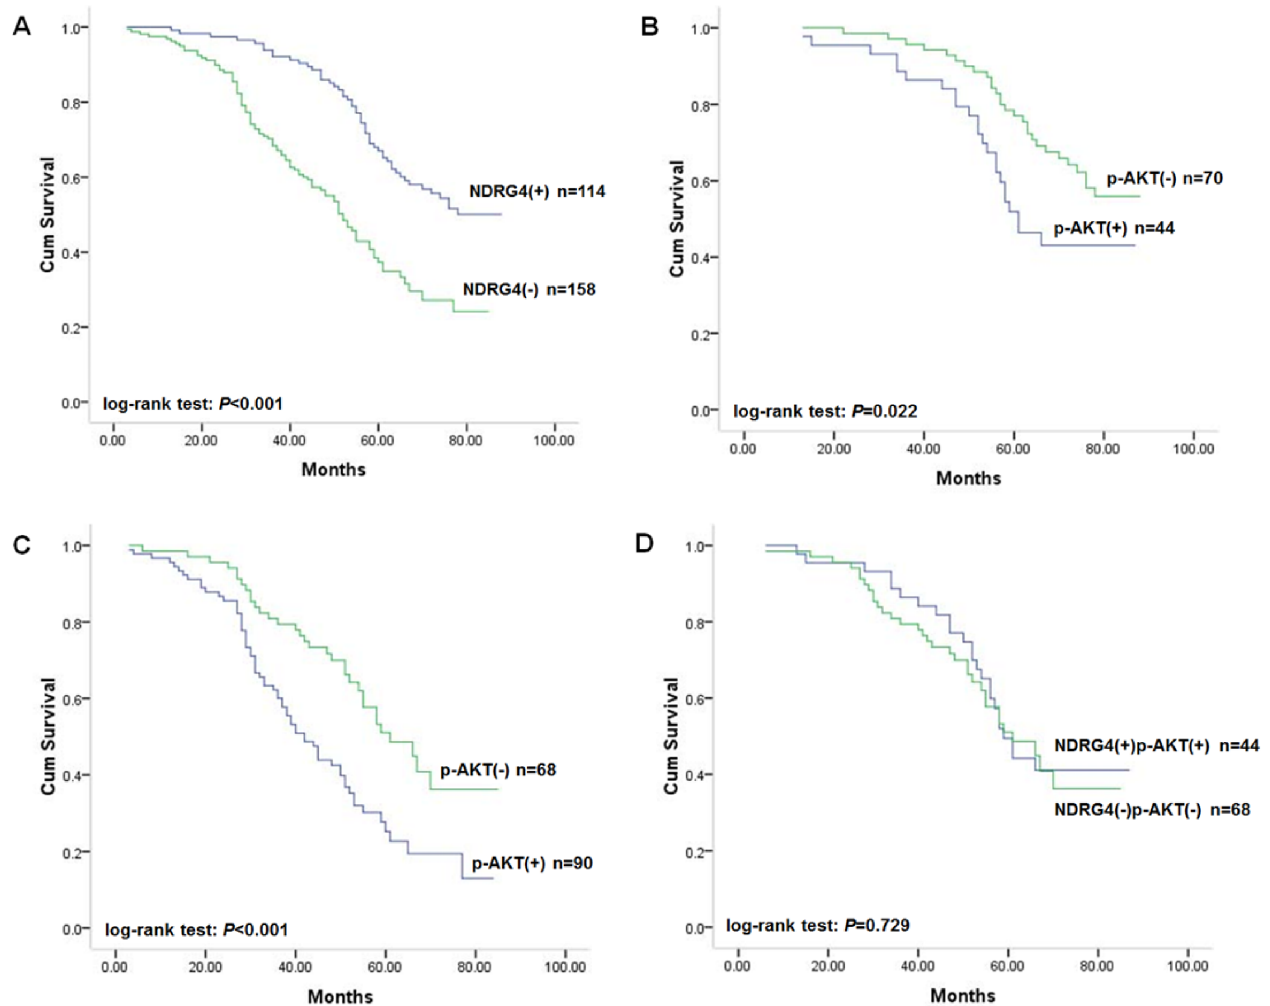 A
1.0
0.8
0.6
0.4
0.2
0.0
Cum Survival
NDRG4(+) n=114
NDRG4(-) n=158
log-rank test: P<0.001
0.00 20.00 40.00 60.00 80.00 100.00
Months
B
1.0
0.8
0.6
0.4
0.2
0.0
Cum Survival
p-AKT(-) n=70
p-AKT(+) n=44
log-rank test: P=0.022
0.00 20.00 40.00 60.00 80.00 100.00
Months
C
1.0
0.8
0.6
0.4
0.2
0.0
Cum Survival
p-AKT(-) n=68
p-AKT(+) n=90
log-rank test: P<0.001
0.00 20.00 40.00 60.00 80.00 100.00
Months
D
1.0
0.8
0.6
0.4
0.2
0.0
Cum Survival
NDRG4(+)p-AKT(+) n=44
NDRG4(-)p-AKT(-) n=68
log-rank test: P=0.729
0.00 20.00 40.00 60.00 80.00 100.00
Months